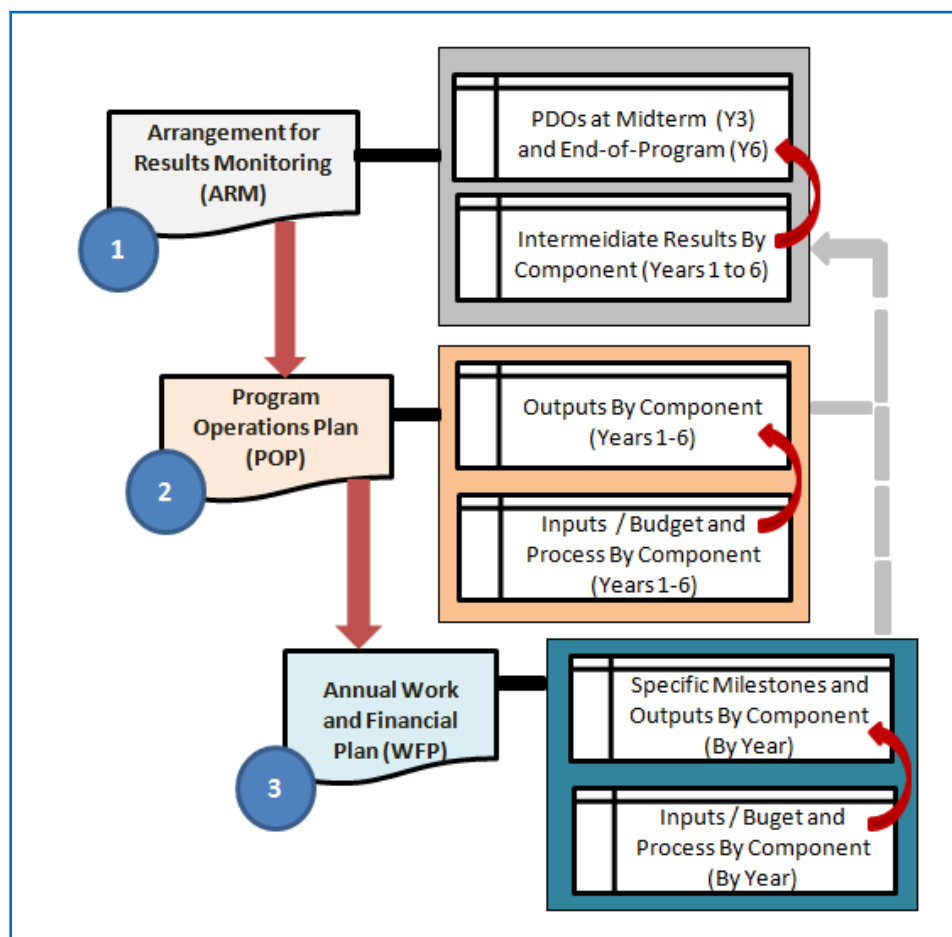 Arrangement for
Results Monitoring
(ARM)
1
PDOs at Midterm (Y3)
and End-of-Program (Y6)
Intermeidiate Results By
Component (Years 1 to 6)
Program
Operations Plan
(POP)
2
Outputs By Component
(Years 1-6)
Inputs / Budget and
Process By Component
(Years 1-6)
Annual Work
and Financial
Plan (WFP)
3
Specific Milestones and
Outputs By Component
(By Year)
Inputs / Buget and
Process By Component
(By Year)